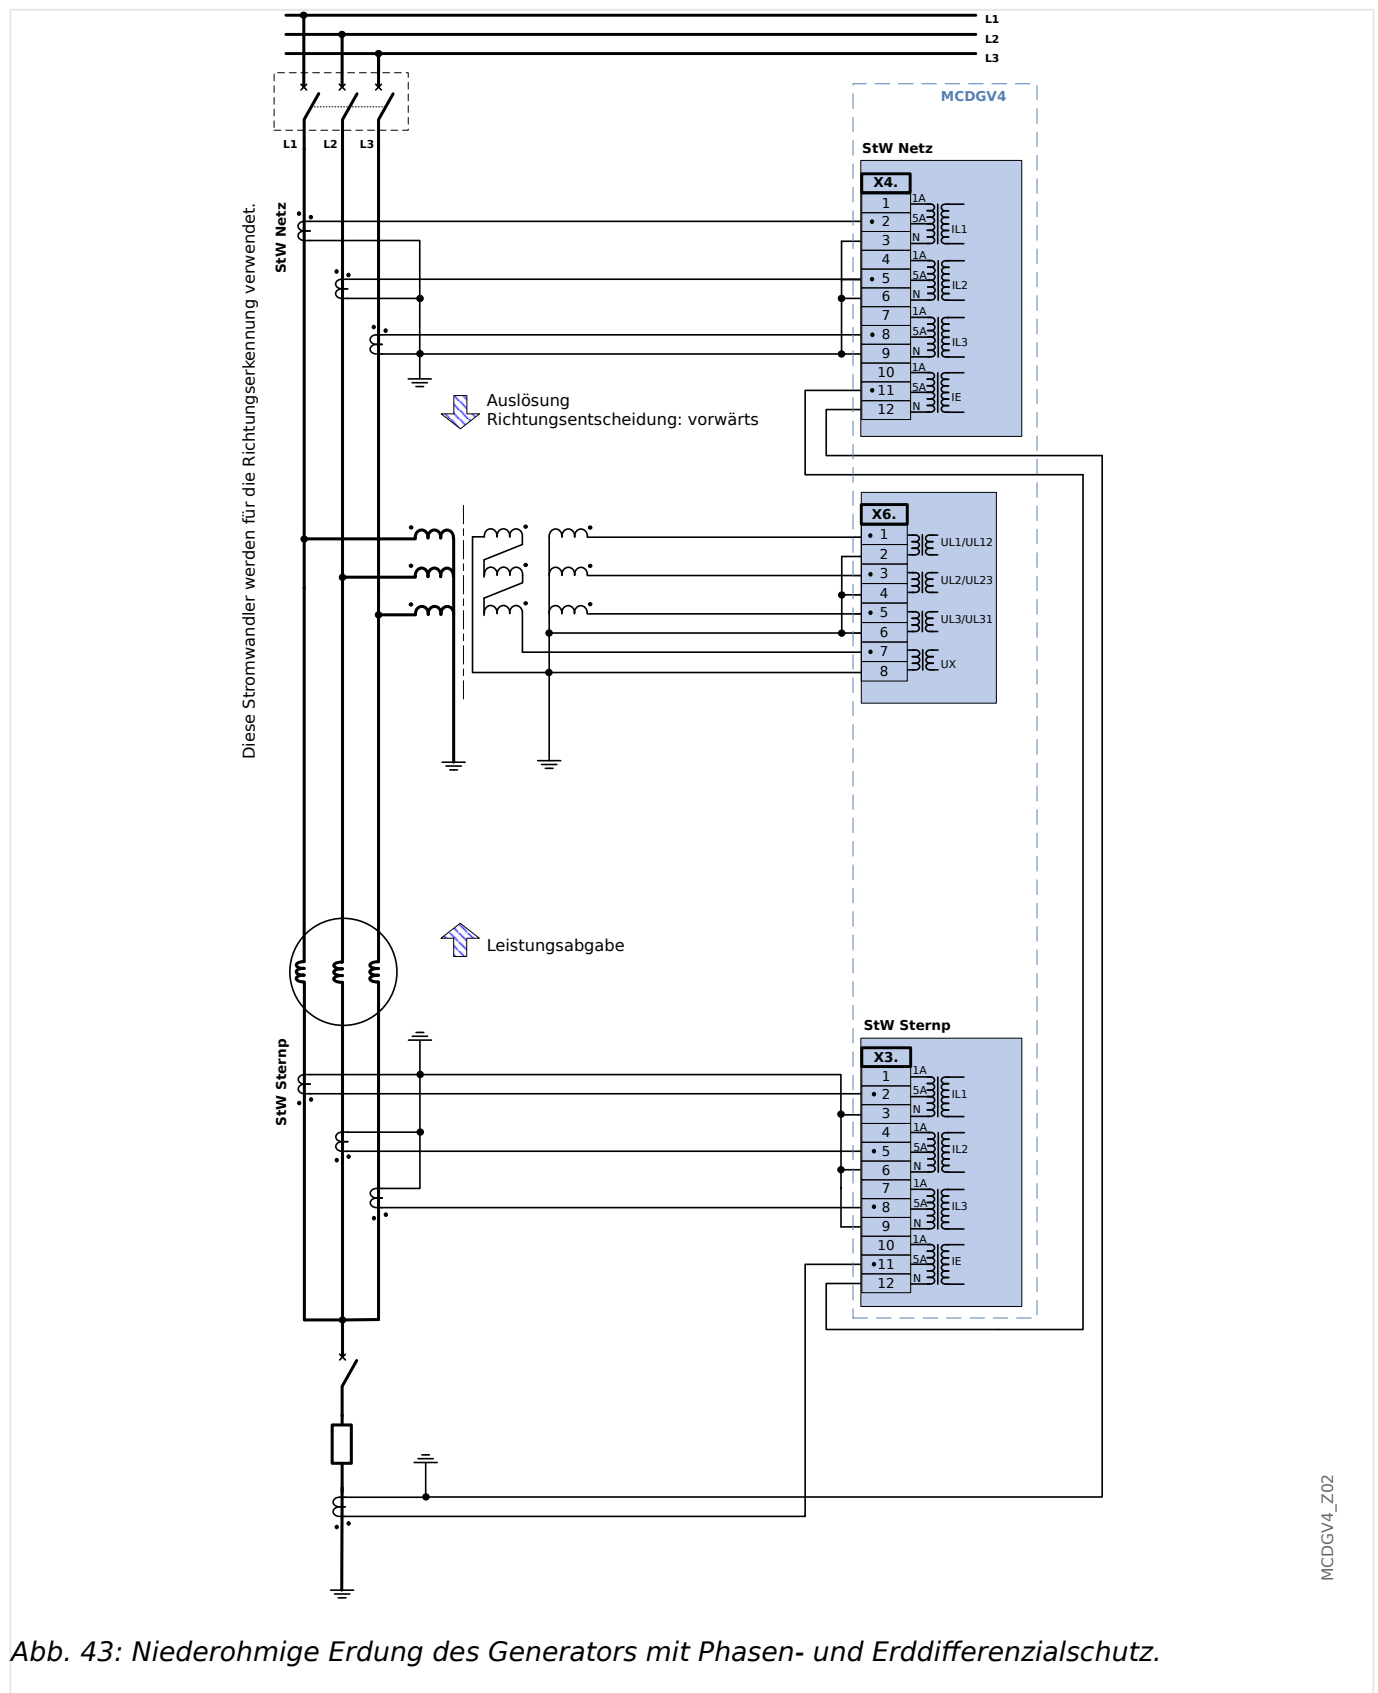 L1
L2
L3
MCDGV4
L1 L2 L3
StW Netz
X4.
1 1A
2 5A IL1
3 N
4 1A
5 5A IL2
6 N
7 1A
8 5A IL3
9 N
10 1A
11 5A IE
12 N
StW Netz
Diese Stromwandler werden für die Richtungserkennung verwendet.
Auslösung
Richtungsentscheidung: vorwärts
X6.
1 UL1/UL12
2
3 UL2/UL23
4
5 UL3/UL31
6
7 UX
8
Leistungsabgabe
StW Sternp
StW Sternp
X3.
1 1A
2 5A IL1
3 N
4 1A
5 5A IL2
6 N
7 1A
8 5A IL3
9 N
10 1A
11 5A IE
12 N
MCDGV4_Z02
Abb. 43: Niederohmige Erdung des Generators mit Phasen- und Erddifferenzialschutz.